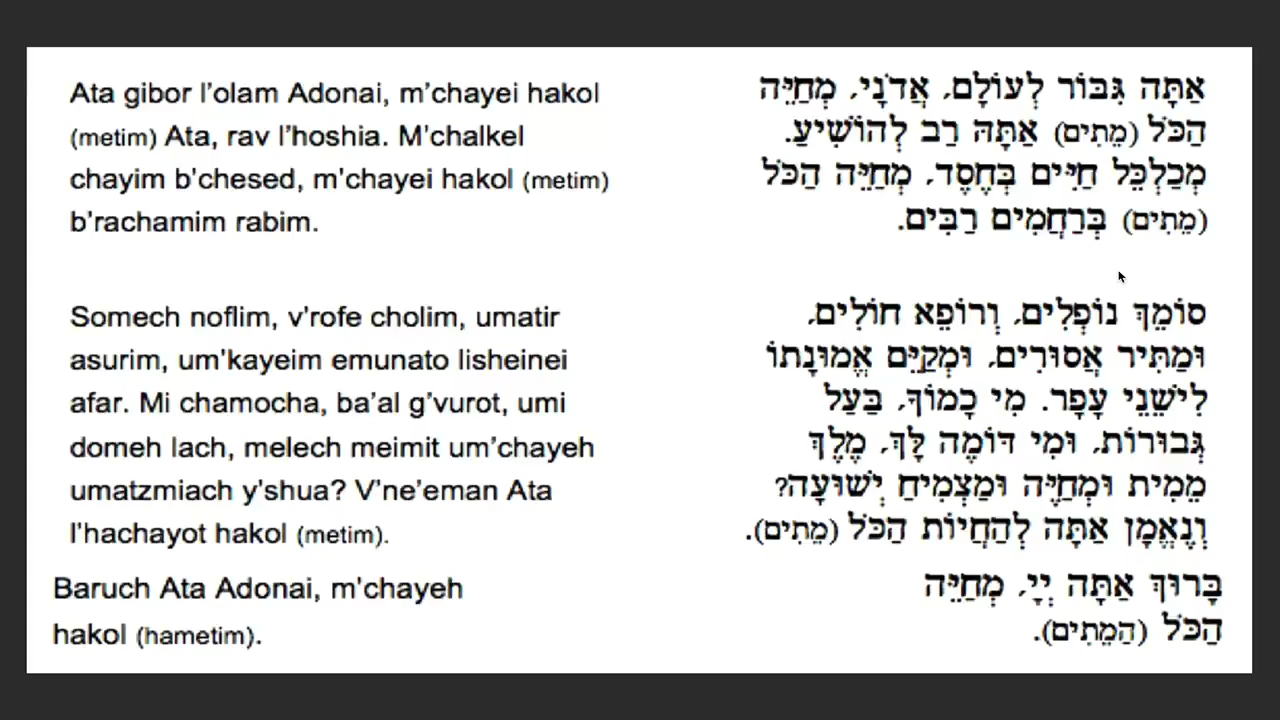 Ata gibor l'olam Adonai, m'chayei hakol
(metim) Ata, rav l'hoshia. M'chalkel
chayim b'chesed, m'chayei hakol (metim)
b'rachamim rabim.
Somech noflim, v'rofe cholim, umatir
asurim, um'kayeim emunato lisheinei
afar. Mi chamocha, ba'al g'vurot, umi
domeh lach, melech meimit um'chayeh
umatzmiach y'shua? V'ne'eman Ata
l'hachayot hakol (metim).
Baruch Ata Adonai, m'chayeh
hakol (hametim).
אַתָּה גִּבּוֹר לְעוֹלָם, אֲדֹנָי, מְחַיֵּה
הַכֹּל (מֵתִים) אַתָּה רַב לְהוֹשִׁיעַ.
מְכַלְכֵּל חַיִּים בְּחֶסֶד, מְחַיֵּה הַכֹּל
(מֵתִים) בְּרַחֲמִים רַבִּים.
סוֹמֵךְ נוֹפְלִים, וְרוֹפֵא חוֹלִים,
וּמַתִּיר אֲסוּרִים, וּמְקַיֵּם אֱמוּנָתוֹ
לִישֵׁנֵי עָפָר. מִי כָמוֹךָ, בַּעַל
גְּבוּרוֹת, וּמִי דּוֹמֶה לָּךְ, מֶלֶךְ
מֵמִית וּמְחַיֶּה וּמַצְמִיחַ יְשׁוּעָה?
וְנֶאֱמָן אַתָּה לְהַחֲיוֹת הַכֹּל (מֵתִים).
בָּרוּךְ אַתָּה יְיָ, מְחַיֵּה
הַכֹּל (הַמֵּתִים).